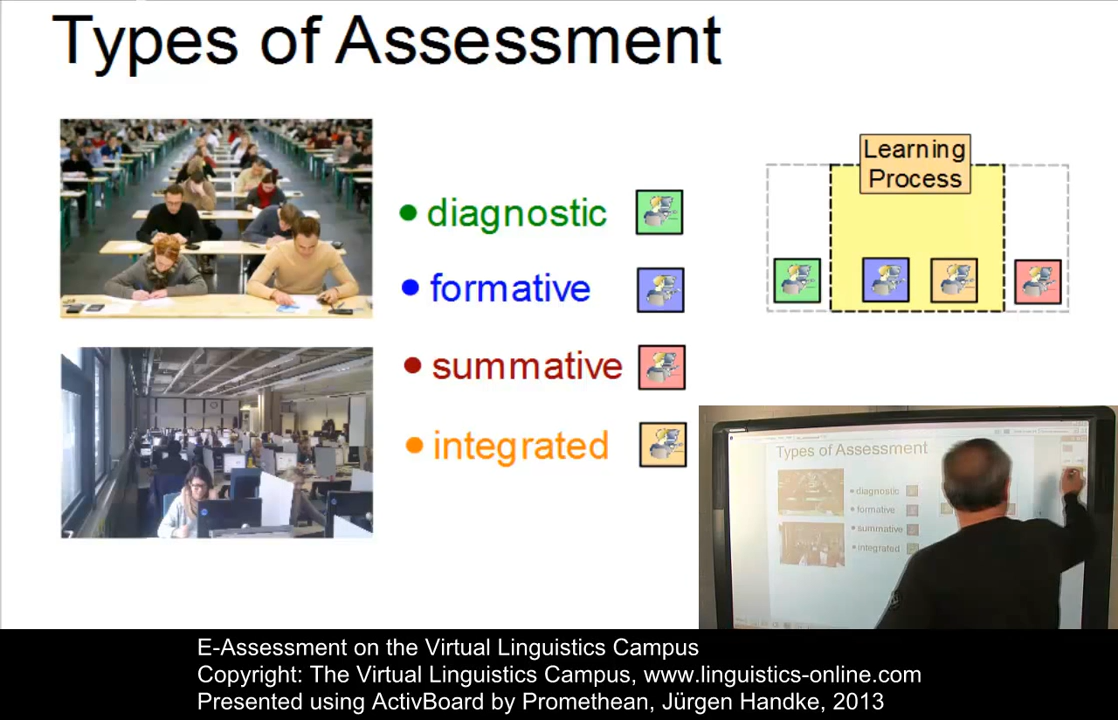 Types of Assessment
• diagnostic
• formative
• summative
• integrated
Learning
Process
Types of Assessment
• diagnostic
• formative
• summative
• integrated
E-Assessment on the Virtual Linguistics Campus
Copyright: The Virtual Linguistics Campus, www.linguistics-online.com
Presented using ActivBoard by Promethean, Jürgen Handke, 2013